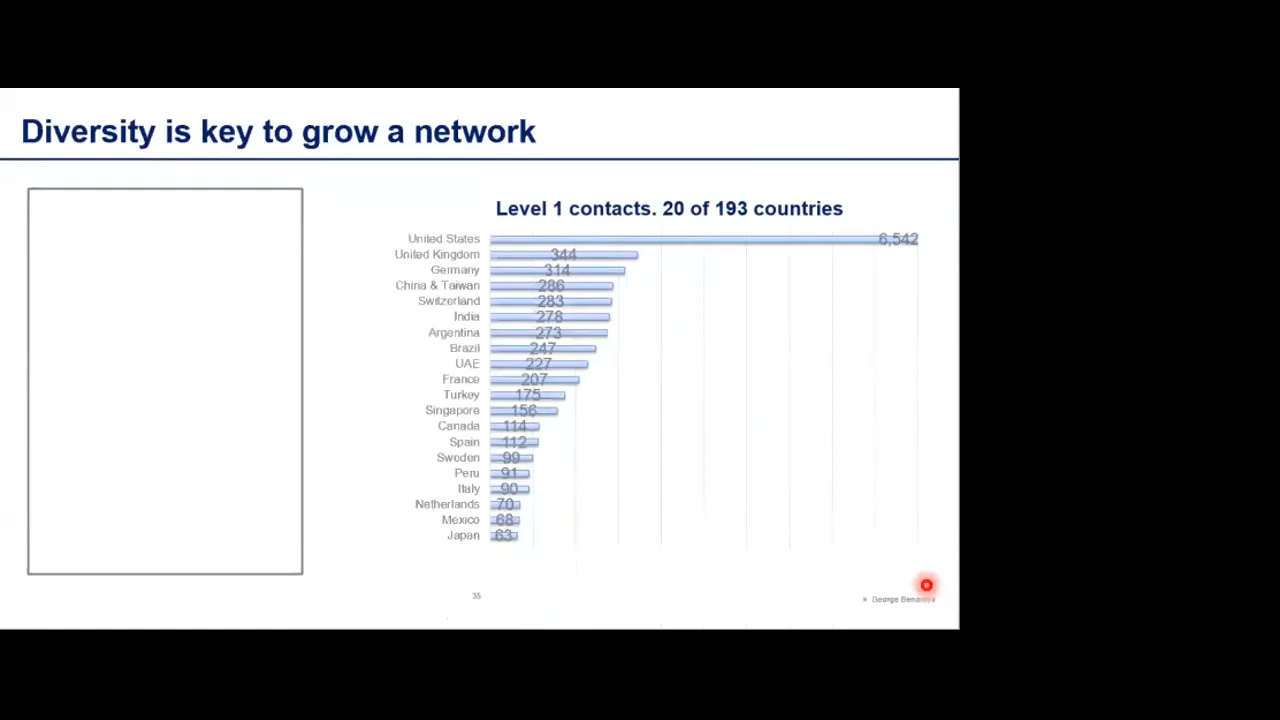 Diversity is key to grow a network
Level 1 contacts. 20 of 193 countries
United States 6,542
United Kingdom 344
Germany 314
China & Taiwan 286
Switzerland 283
India 278
Argentina 273
Brazil 247
UAE 227
France 207
Turkey 175
Singapore 156
Canada 114
Spain 112
Sweden 99
Peru 91
Italy 90
Netherlands 70
Mexico 68
Japan 63
35
George